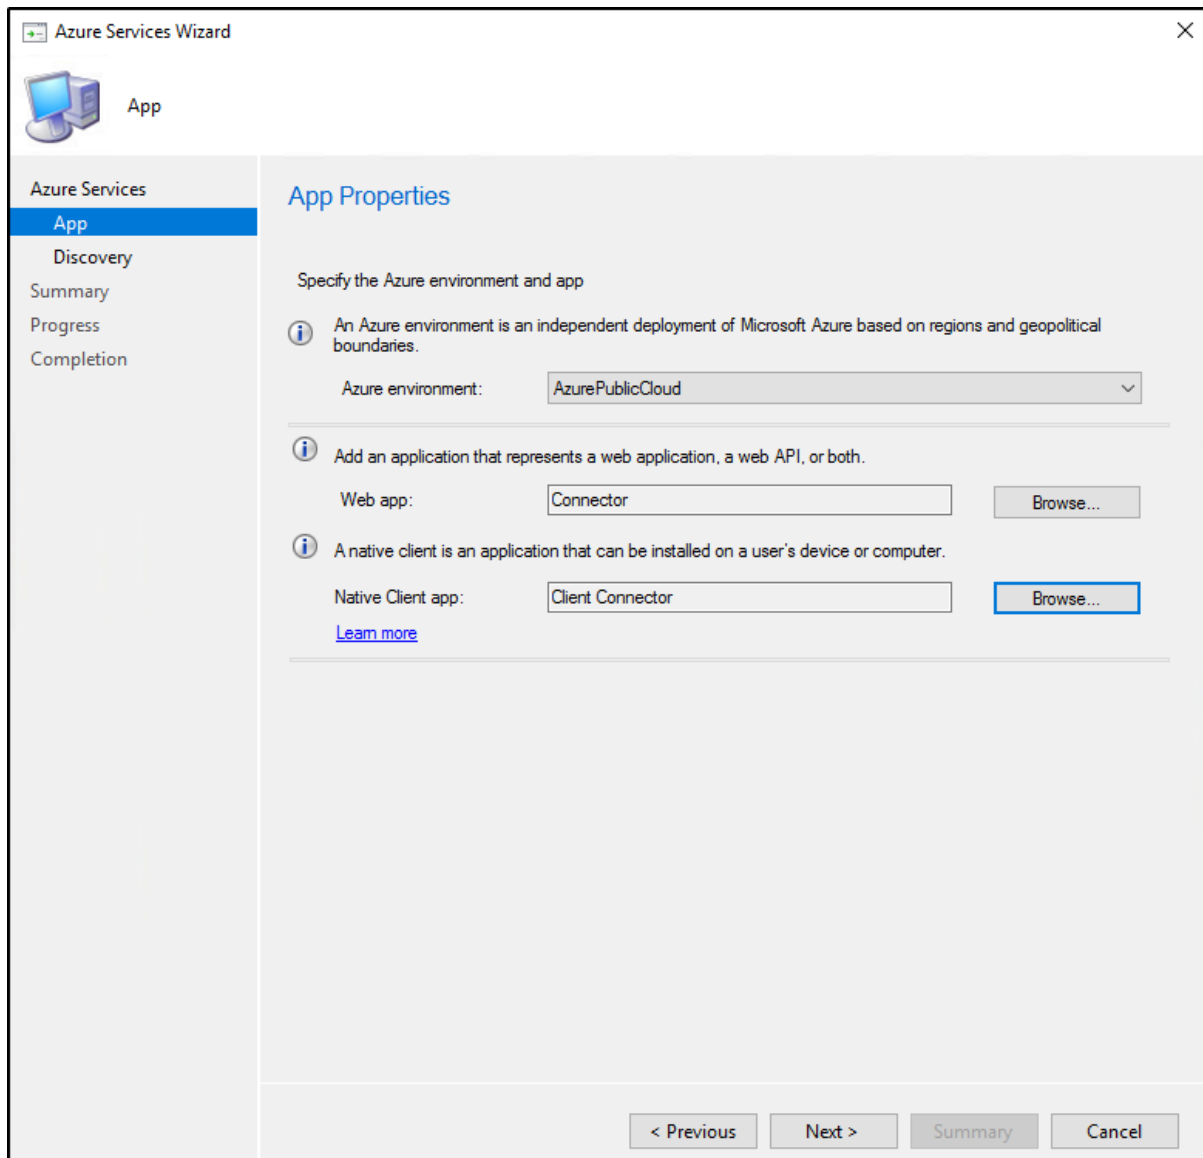 Azure Services Wizard
App
Azure Services
App
Discovery
Summary
Progress
Completion
App Properties
Specify the Azure environment and app
An Azure environment is an independent deployment of Microsoft Azure based on regions and geopolitical
boundaries.
Azure environment: AzurePublicCloud
Add an application that represents a web application, a web API, or both.
Web app: Connector Browse...
A native client is an application that can be installed on a user's device or computer.
Native Client app: Client Connector Browse...
Learn more
< Previous Next > Summary Cancel